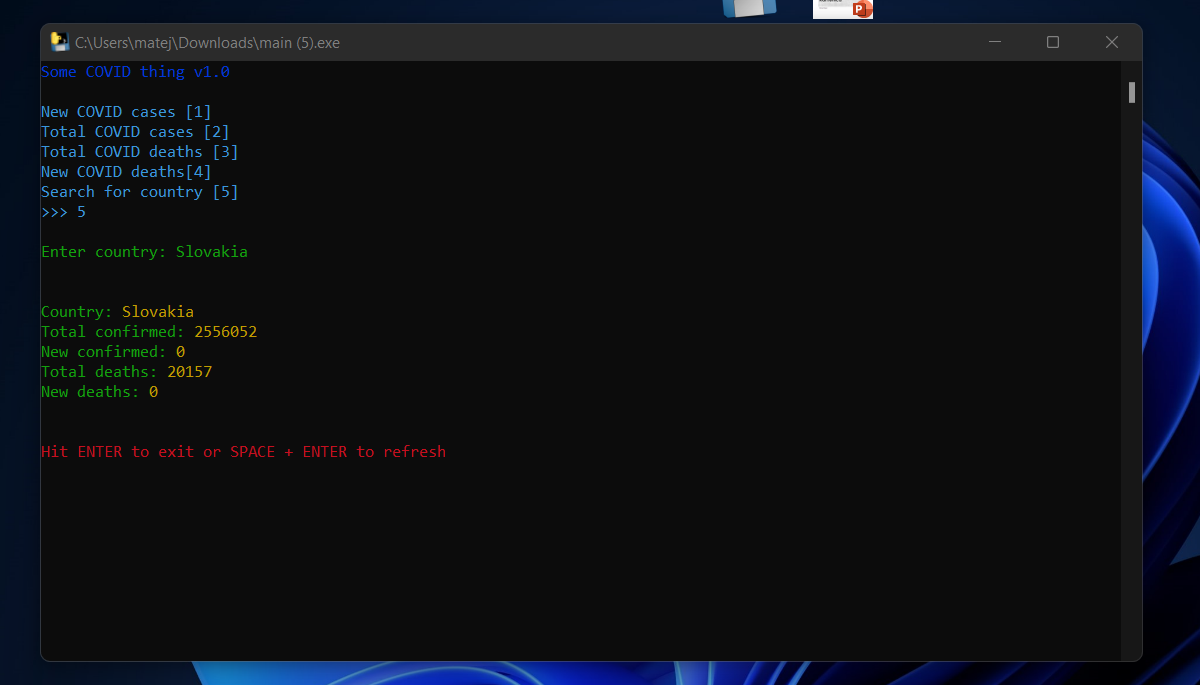 P
C:\Users\matej\Downloads\main (5).exe
Some COVID thing v1.0
New COVID cases [1]
Total COVID cases [2]
Total COVID deaths [3]
New COVID deaths[4]
Search for country [5]
>>> 5
Enter country: Slovakia
Country: Slovakia
Total confirmed: 2556052
New confirmed: 0
Total deaths: 20157
New deaths: 0
Hit ENTER to exit or SPACE + ENTER to refresh